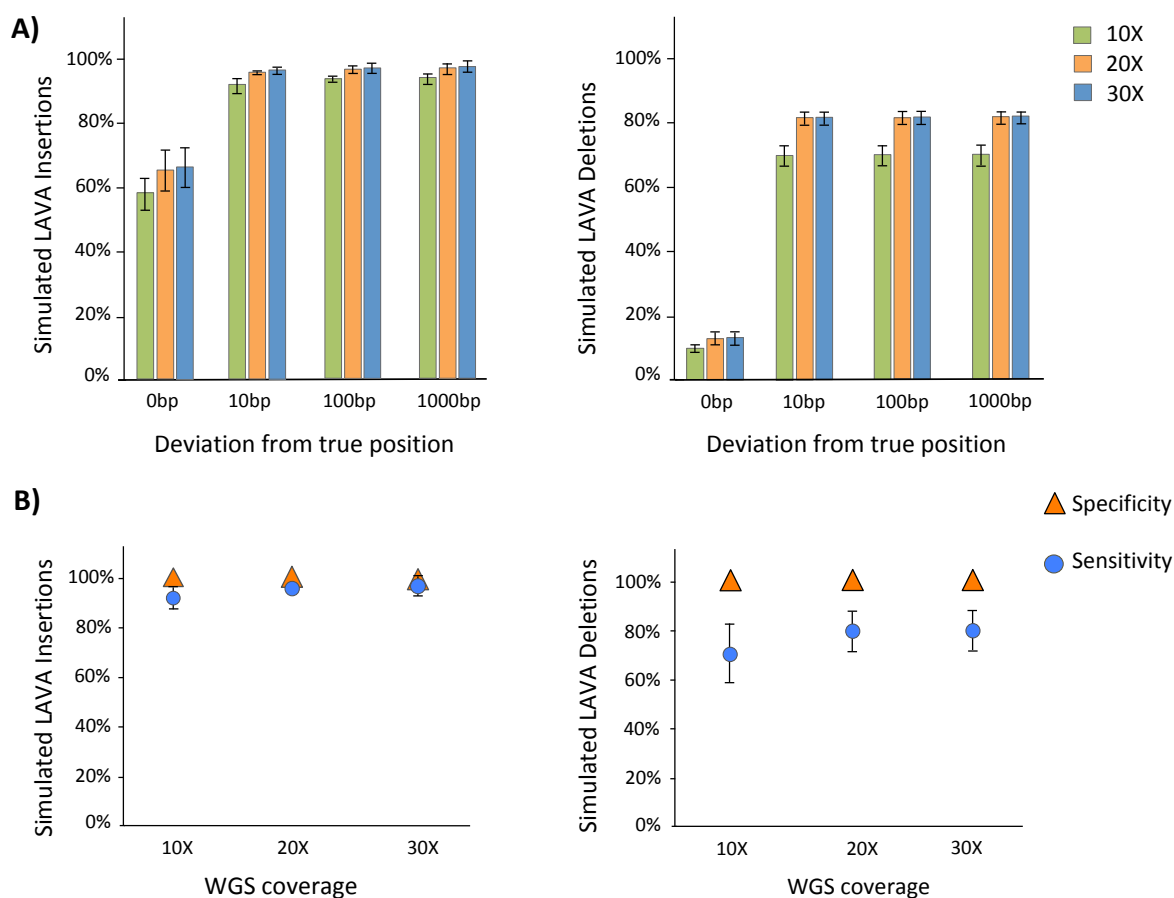 A)
Simulated LAVA Insertions
100%
80%
60%
40%
20%
0%
0bp 10bp 100bp 1000bp
Deviation from true position
Simulated LAVA Deletions
100%
80%
60%
40%
20%
0%
0bp 10bp 100bp 1000bp
Deviation from true position
10X
20X
30X
B)
Simulated LAVA Insertions
100%
80%
60%
40%
20%
0%
10X 20X 30X
WGS coverage
Simulated LAVA Deletions
100%
80%
60%
40%
20%
0%
10X 20X 30X
WGS coverage
Specificity
Sensitivity